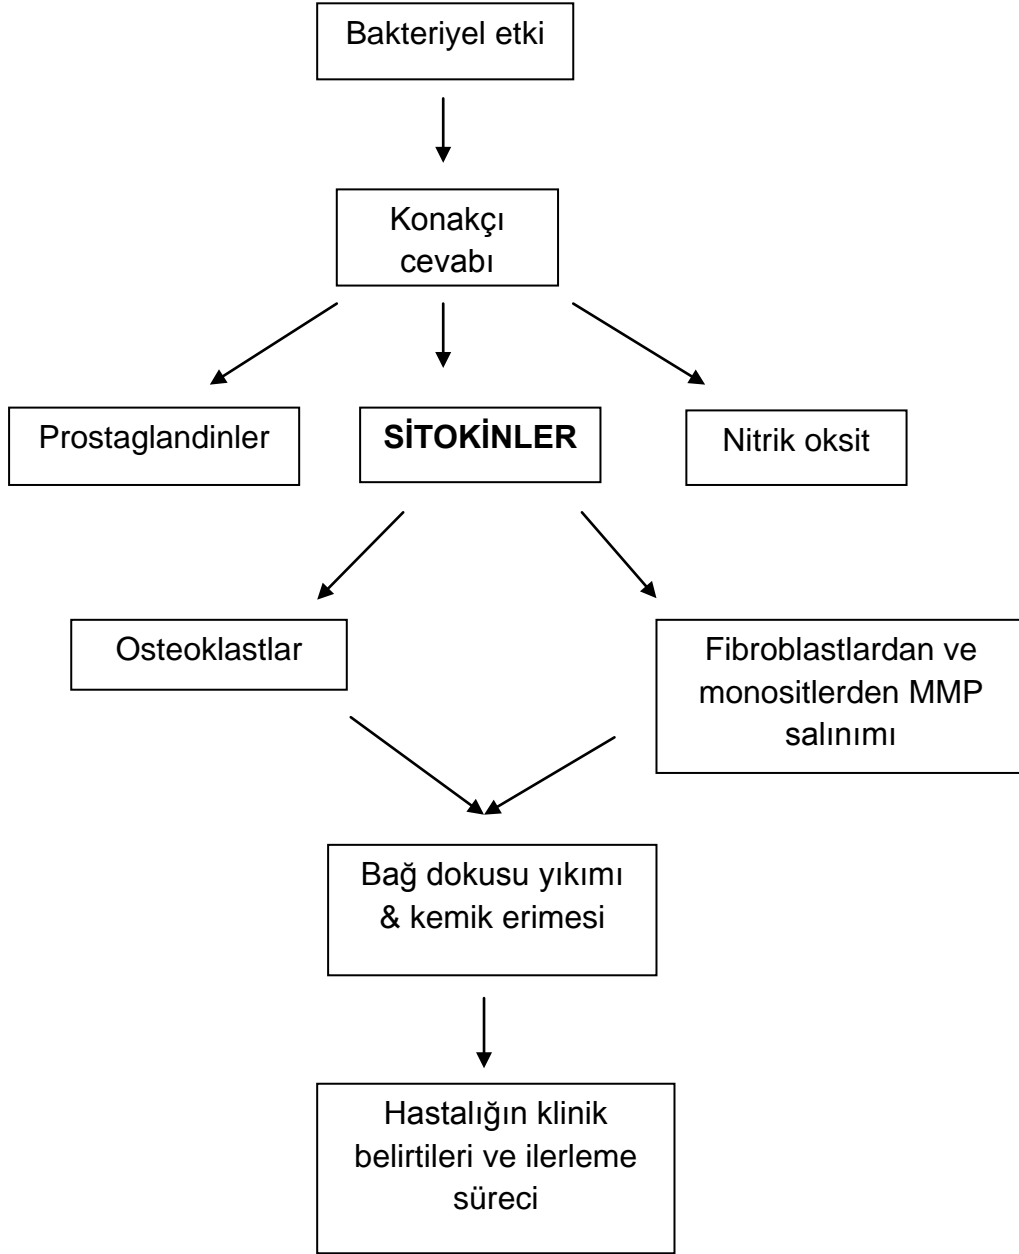 Bakteriyel etki
Konakçı
cevabı
Prostaglandinler
SİTOKİNLER
Nitrik oksit
Osteoklastlar
Fibroblastlardan ve
monositlerden MMP
salınımı
Bağ dokusu yıkımı
& kemik erimesi
Hastalığın klinik
belirtileri ve ilerleme
süreci